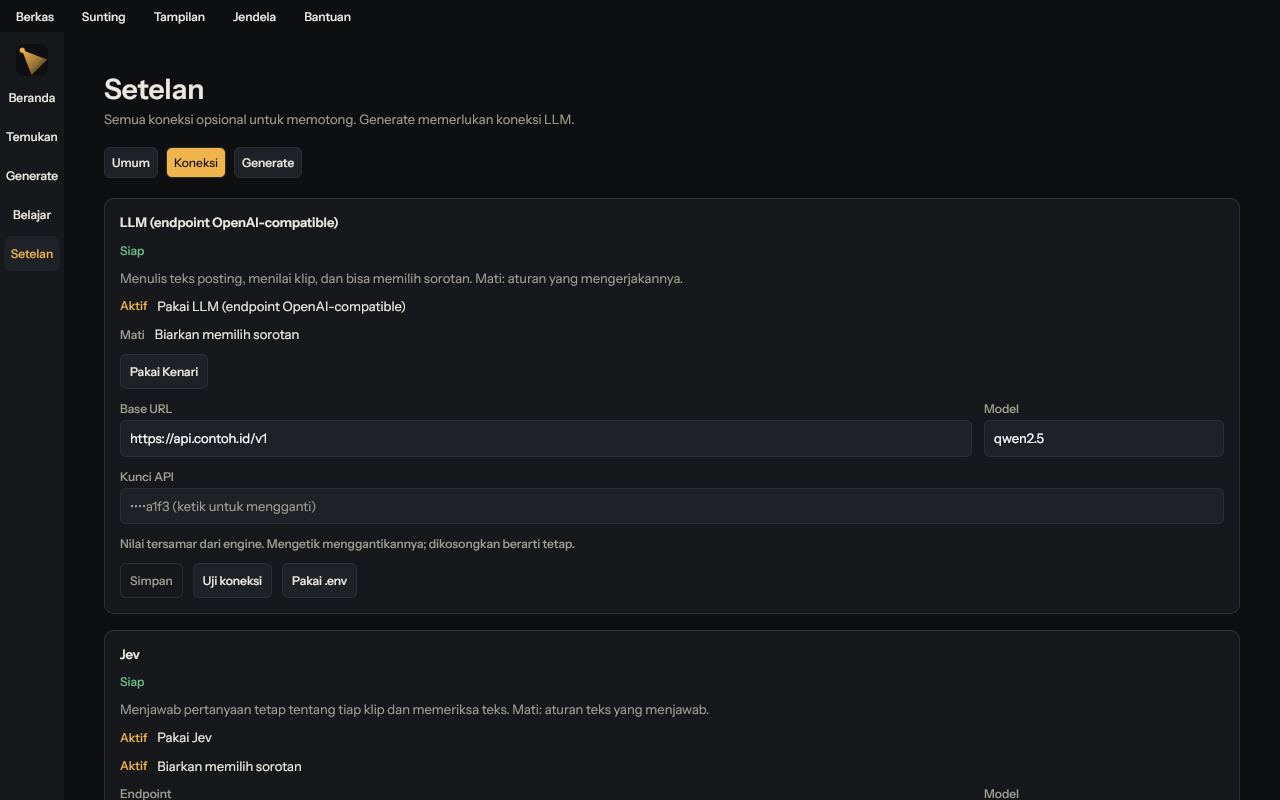 Berkas Sunting Tampilan Jendela Bantuan
Beranda
Temukan
Generate
Belajar
Setelan
Setelan
Semua koneksi opsional untuk memotong. Generate memerlukan koneksi LLM.
Umum Koneksi Generate
LLM (endpoint OpenAI-compatible)
Siap
Menulis teks posting, menilai klip, dan bisa memilih sorotan. Mati: aturan yang mengerjakannya.
Aktif Pakai LLM (endpoint OpenAI-compatible)
Mati Biarkan memilih sorotan
Pakai Kenari
Base URL Model
https://api.contoh.id/v1 qwen2.5
Kunci API
····a1f3 (ketik untuk mengganti)
Nilai tersamar dari engine. Mengetik menggantikannya; dikosongkan berarti tetap.
Simpan Uji koneksi Pakai .env
Jev
Siap
Menjawab pertanyaan tetap tentang tiap klip dan memeriksa teks. Mati: aturan teks yang menjawab.
Aktif Pakai Jev
Aktif Biarkan memilih sorotan
Endpoint Model